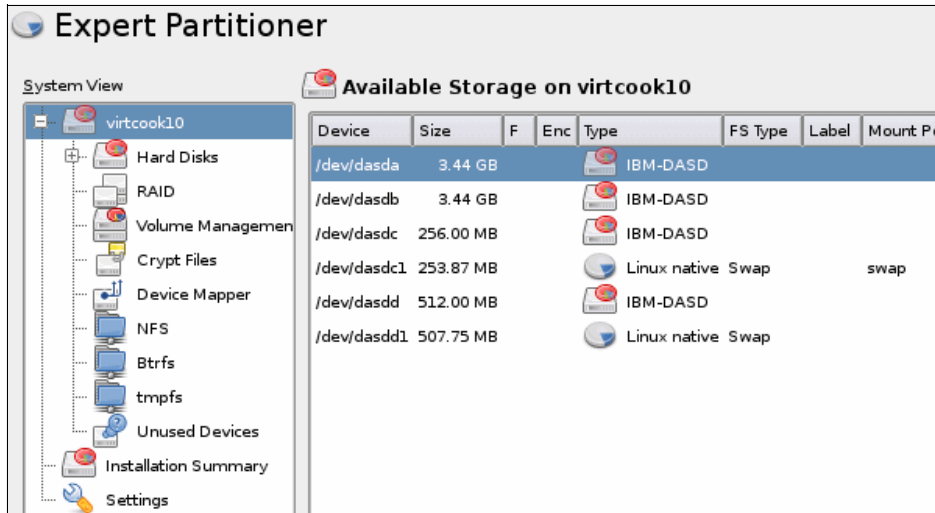 Expert Partitioner
System View
virtcook10
Hard Disks
RAID
Volume Managemen
Crypt Files
Device Mapper
NFS
Btrfs
tmpfs
Unused Devices
Installation Summary
Settings
Available Storage on virtcook10
Device Size F Enc Type FS Type Label Mount Po
/dev/dasda 3.44 GB IBM-DASD
/dev/dasdb 3.44 GB IBM-DASD
/dev/dasdc 256.00 MB IBM-DASD
/dev/dasdc1 253.87 MB Linux native Swap swap
/dev/dasdd 512.00 MB IBM-DASD
/dev/dasdd1 507.75 MB Linux native Swap